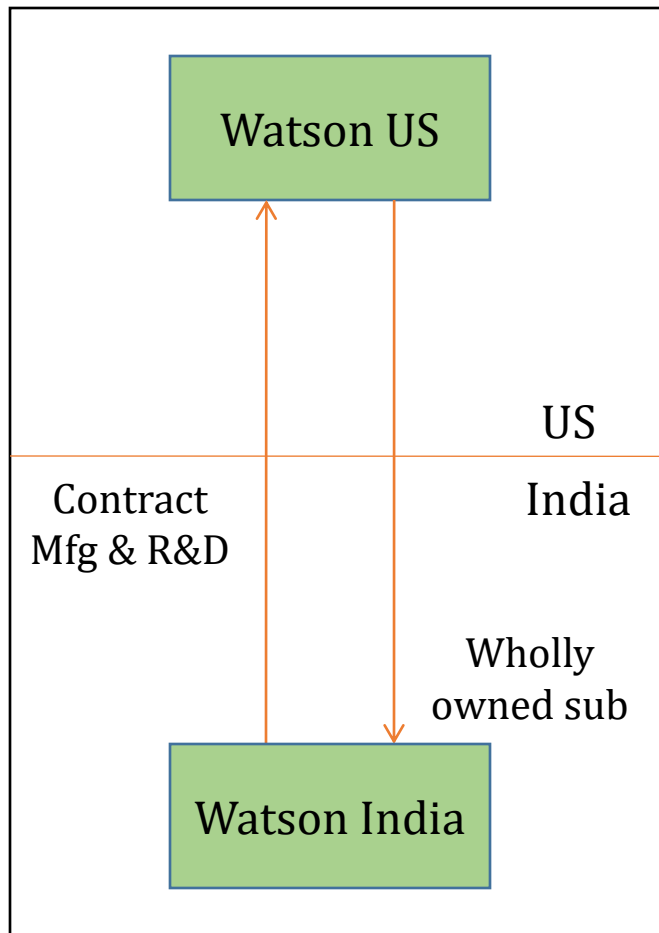 Watson US
US
India
Contract
Mfg & R&D
Wholly
owned sub
Watson India